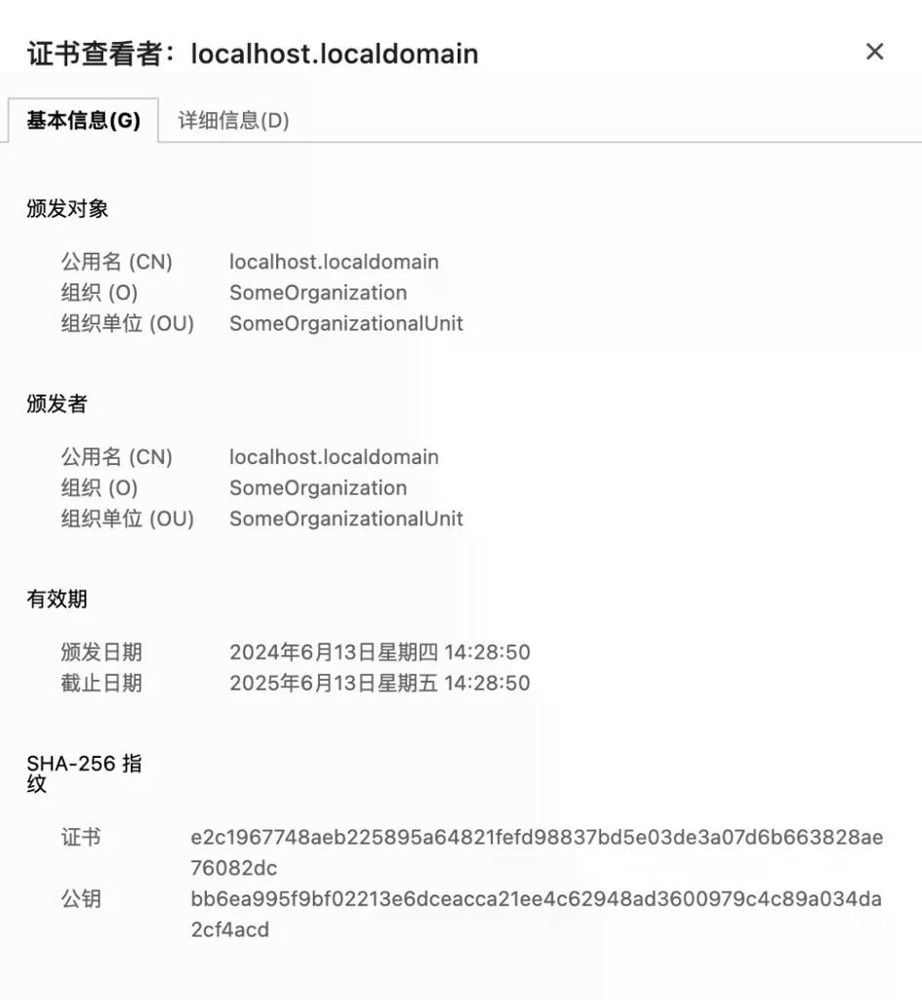 证书查看者：localhost.localdomain
基本信息(G) 详细信息(D)
颁发对象
公用名 (CN) localhost.localdomain
组织 (O) SomeOrganization
组织单位 (OU) SomeOrganizationalUnit
颁发者
公用名 (CN) localhost.localdomain
组织 (O) SomeOrganization
组织单位 (OU) SomeOrganizationalUnit
有效期
颁发日期 2024年6月13日星期四 14:28:50
截止日期 2025年6月13日星期五 14:28:50
SHA-256 指
纹
证书 e2c1967748aeb225895a64821fefd98837bd5e03de3a07d6b663828ae
76082dc
公钥 bb6ea995f9bf02213e6dceacca21ee4c62948ad3600979c4c89a034da
2cf4acd